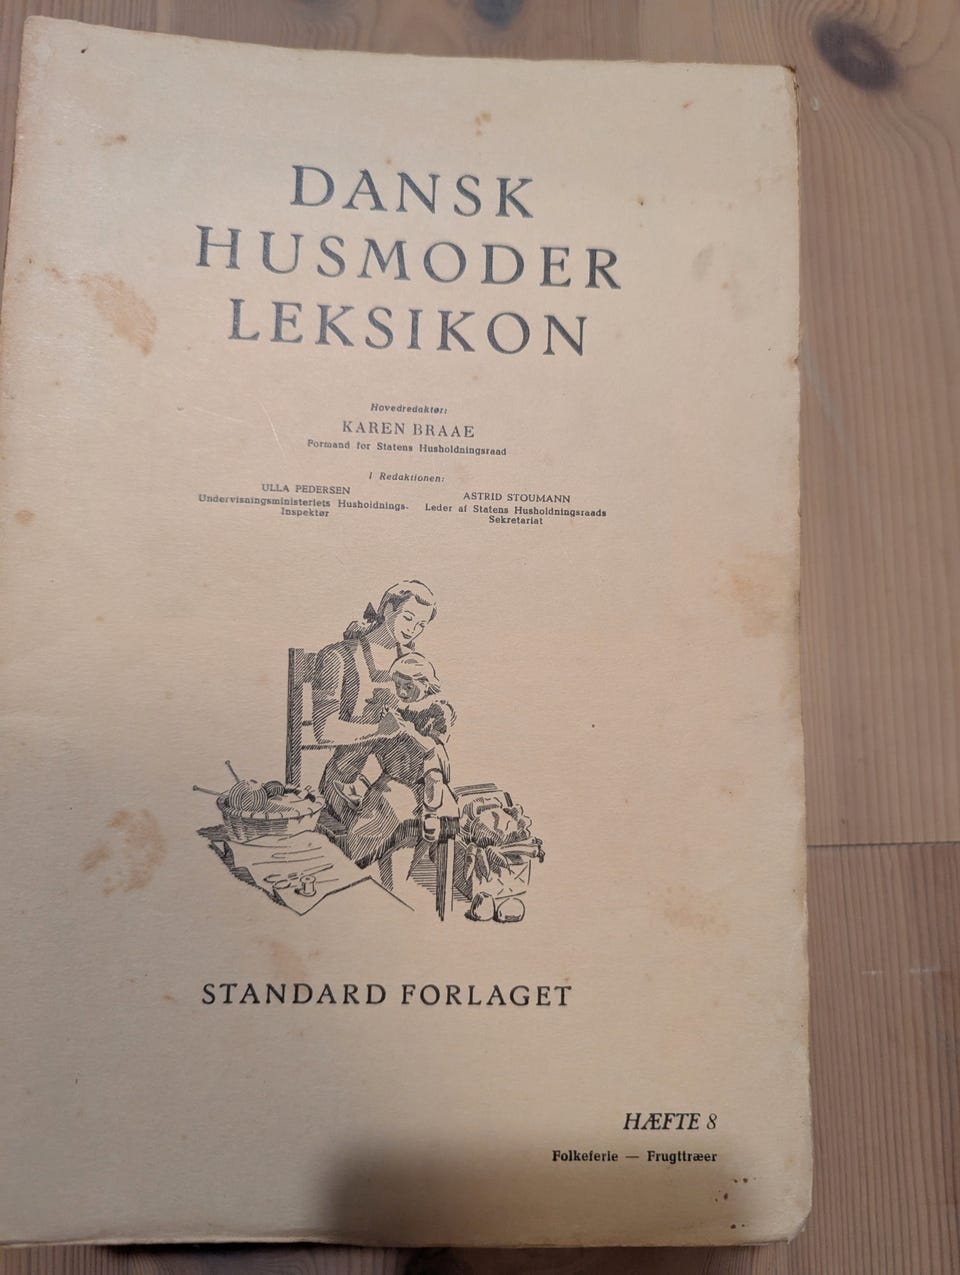 DANSK
HUSMODER
LEKSIKON
Hovedredaktør:
KAREN BRAAE
Formand for Statens Husholdningsraad
I Redaktionen:
ULLA PEDERSEN
Undervisningsministeriets Husholdnings-
Inspektør
ASTRID STOUMANN
Leder af Statens Husholdningsraads
Sekretariat
STANDARD FORLAGET
HÆFTE 8
Folkeferie — Frugttræer